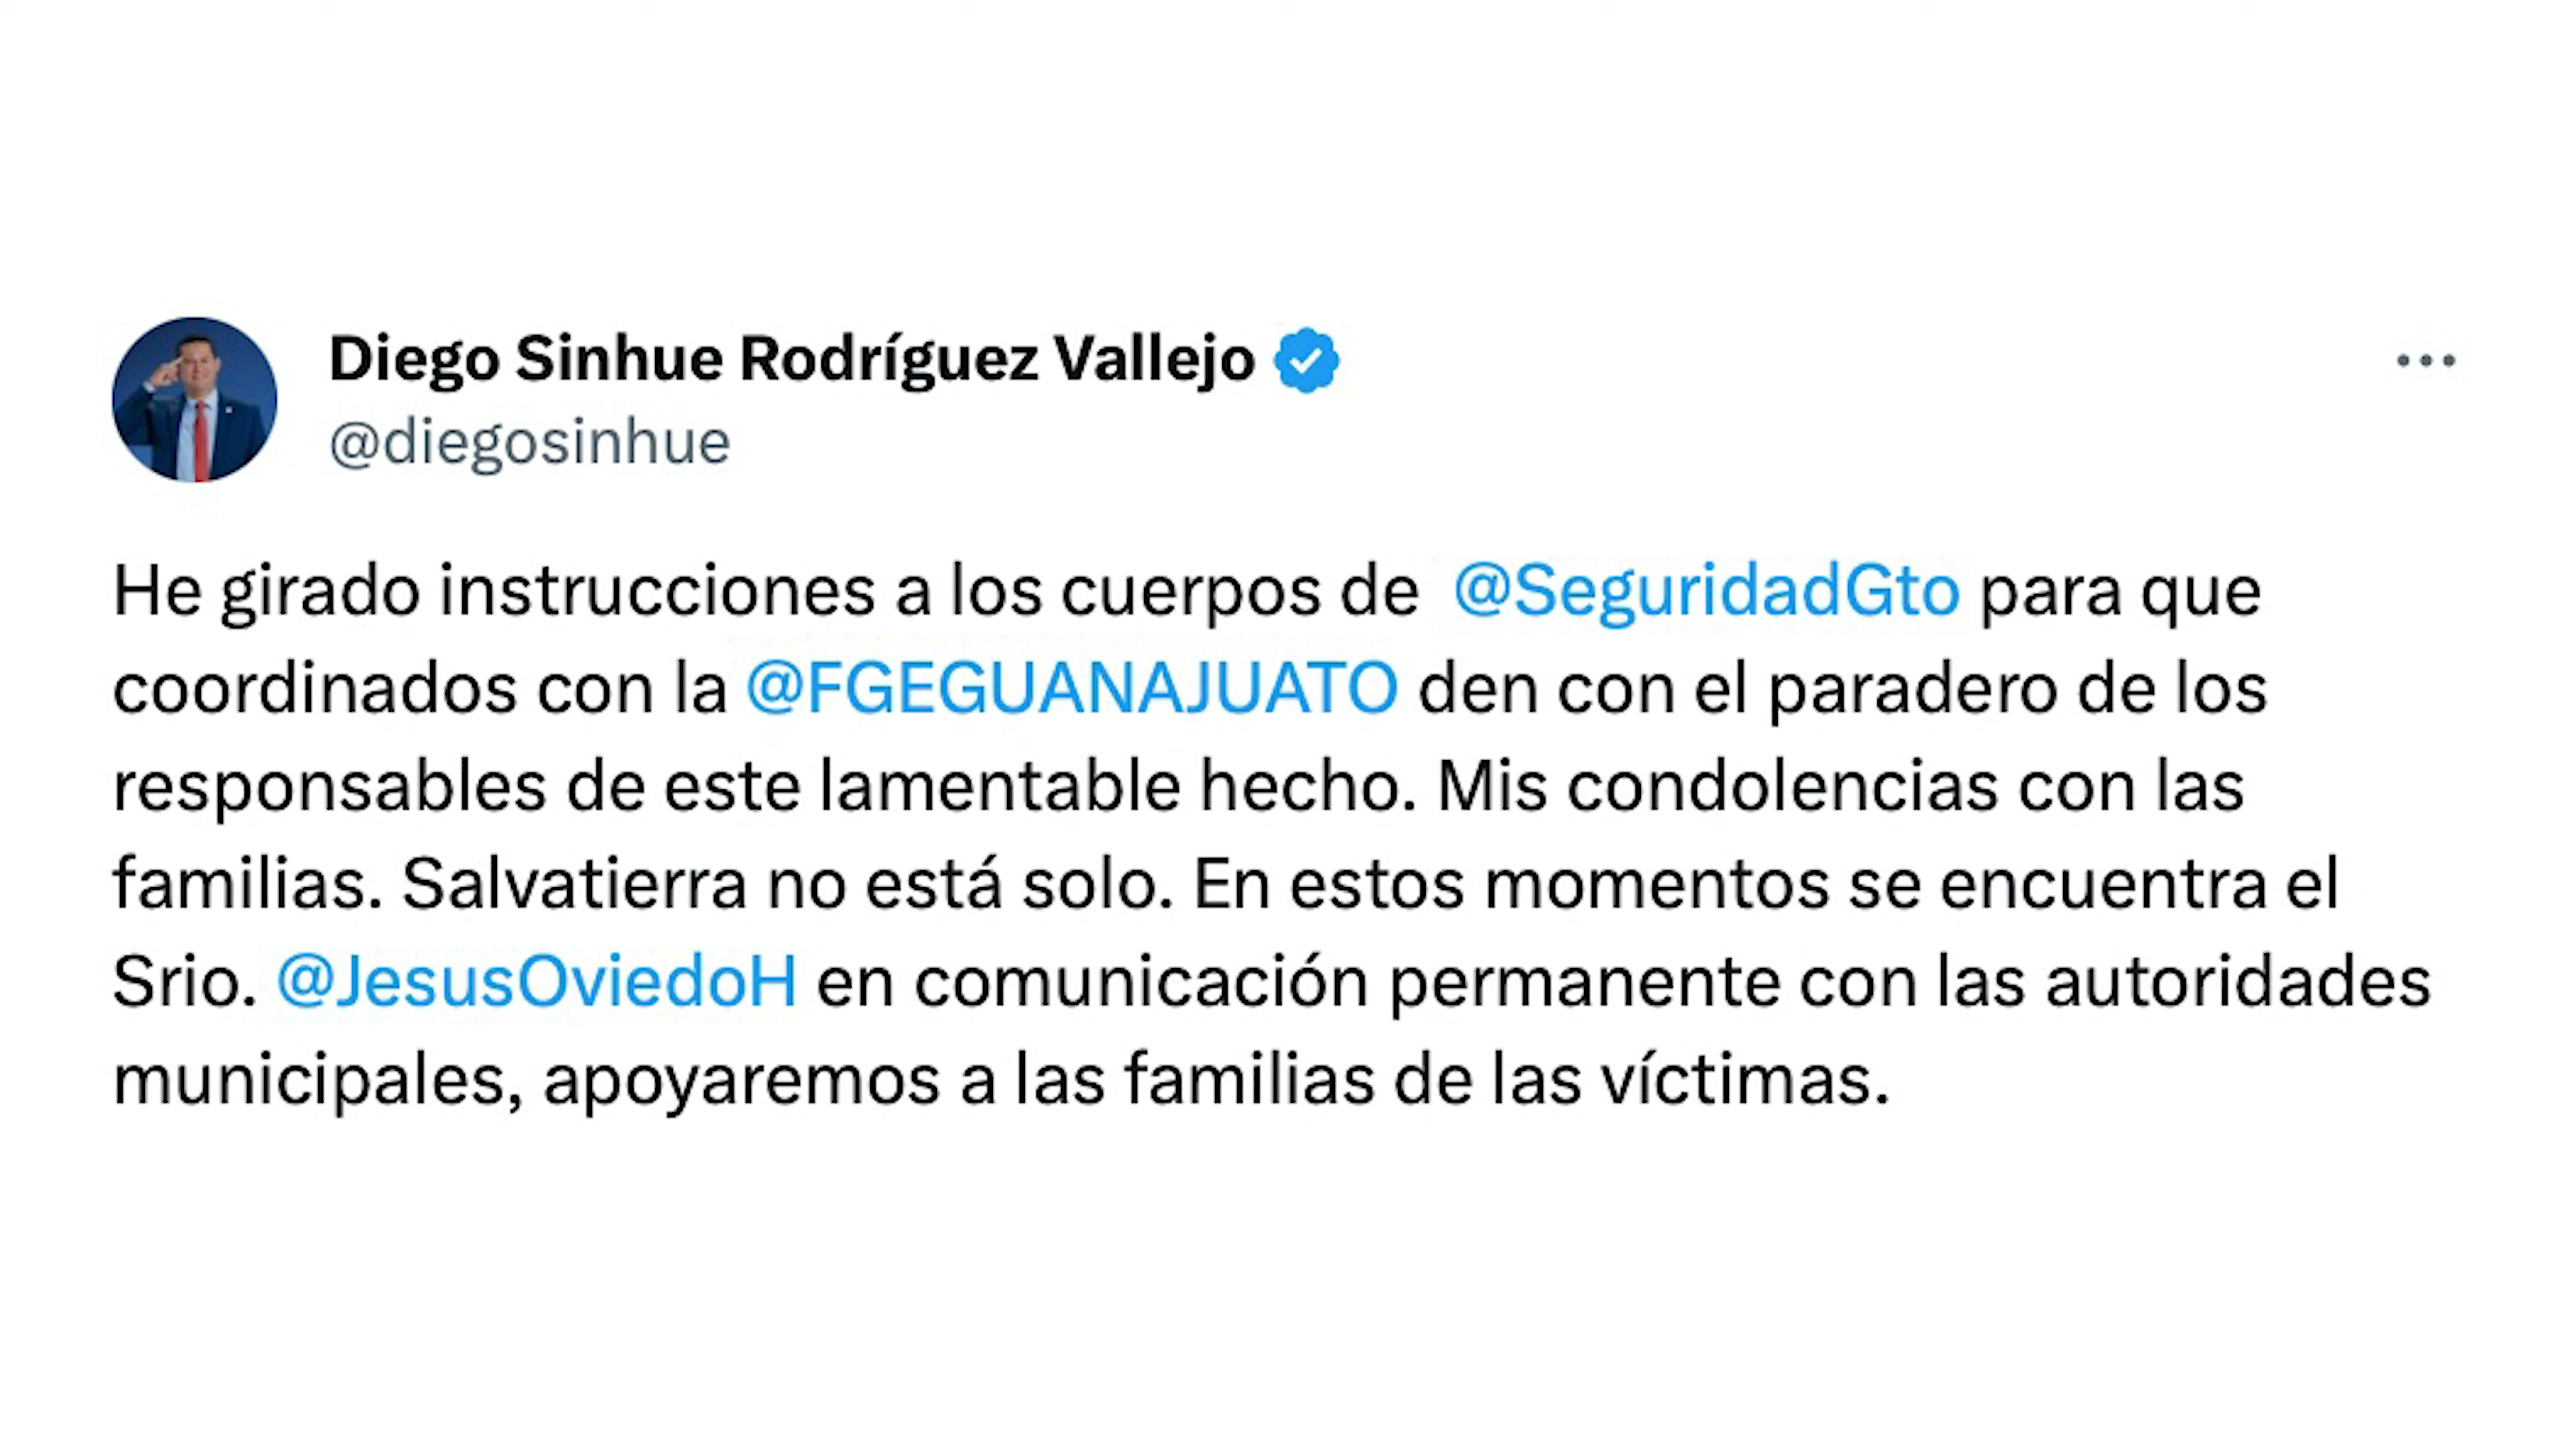 Diego Sinhue Rodríguez Vallejo
@diegosinhue
He girado instrucciones a los cuerpos de @SeguridadGto para que
coordinados con la @FGEGUANAJUATO den con el paradero de los
responsables de este lamentable hecho. Mis condolencias con las
familias. Salvatierra no está solo. En estos momentos se encuentra el
Srio. @JesusOviedoH en comunicación permanente con las autoridades
municipales, apoyaremos a las familias de las víctimas.